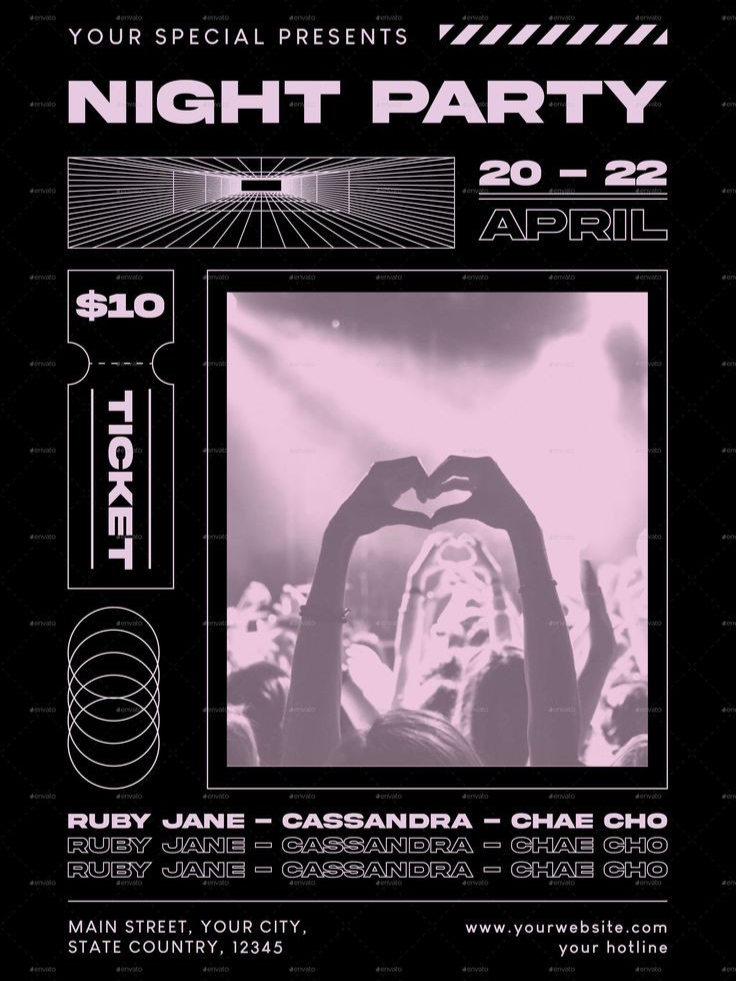 YOUR SPECIAL PRESENTS
NIGHT PARTY
20 — 22
APRIL
$10
TICKET
RUBY JANE – CASSANDRA – CHAE CHO
RUBY JANE – CASSANDRA – CHAE CHO
RUBY JANE – CASSANDRA – CHAE CHO
MAIN STREET, YOUR CITY,
STATE COUNTRY, 12345
www.yourwebsite.com
your hotline
envato